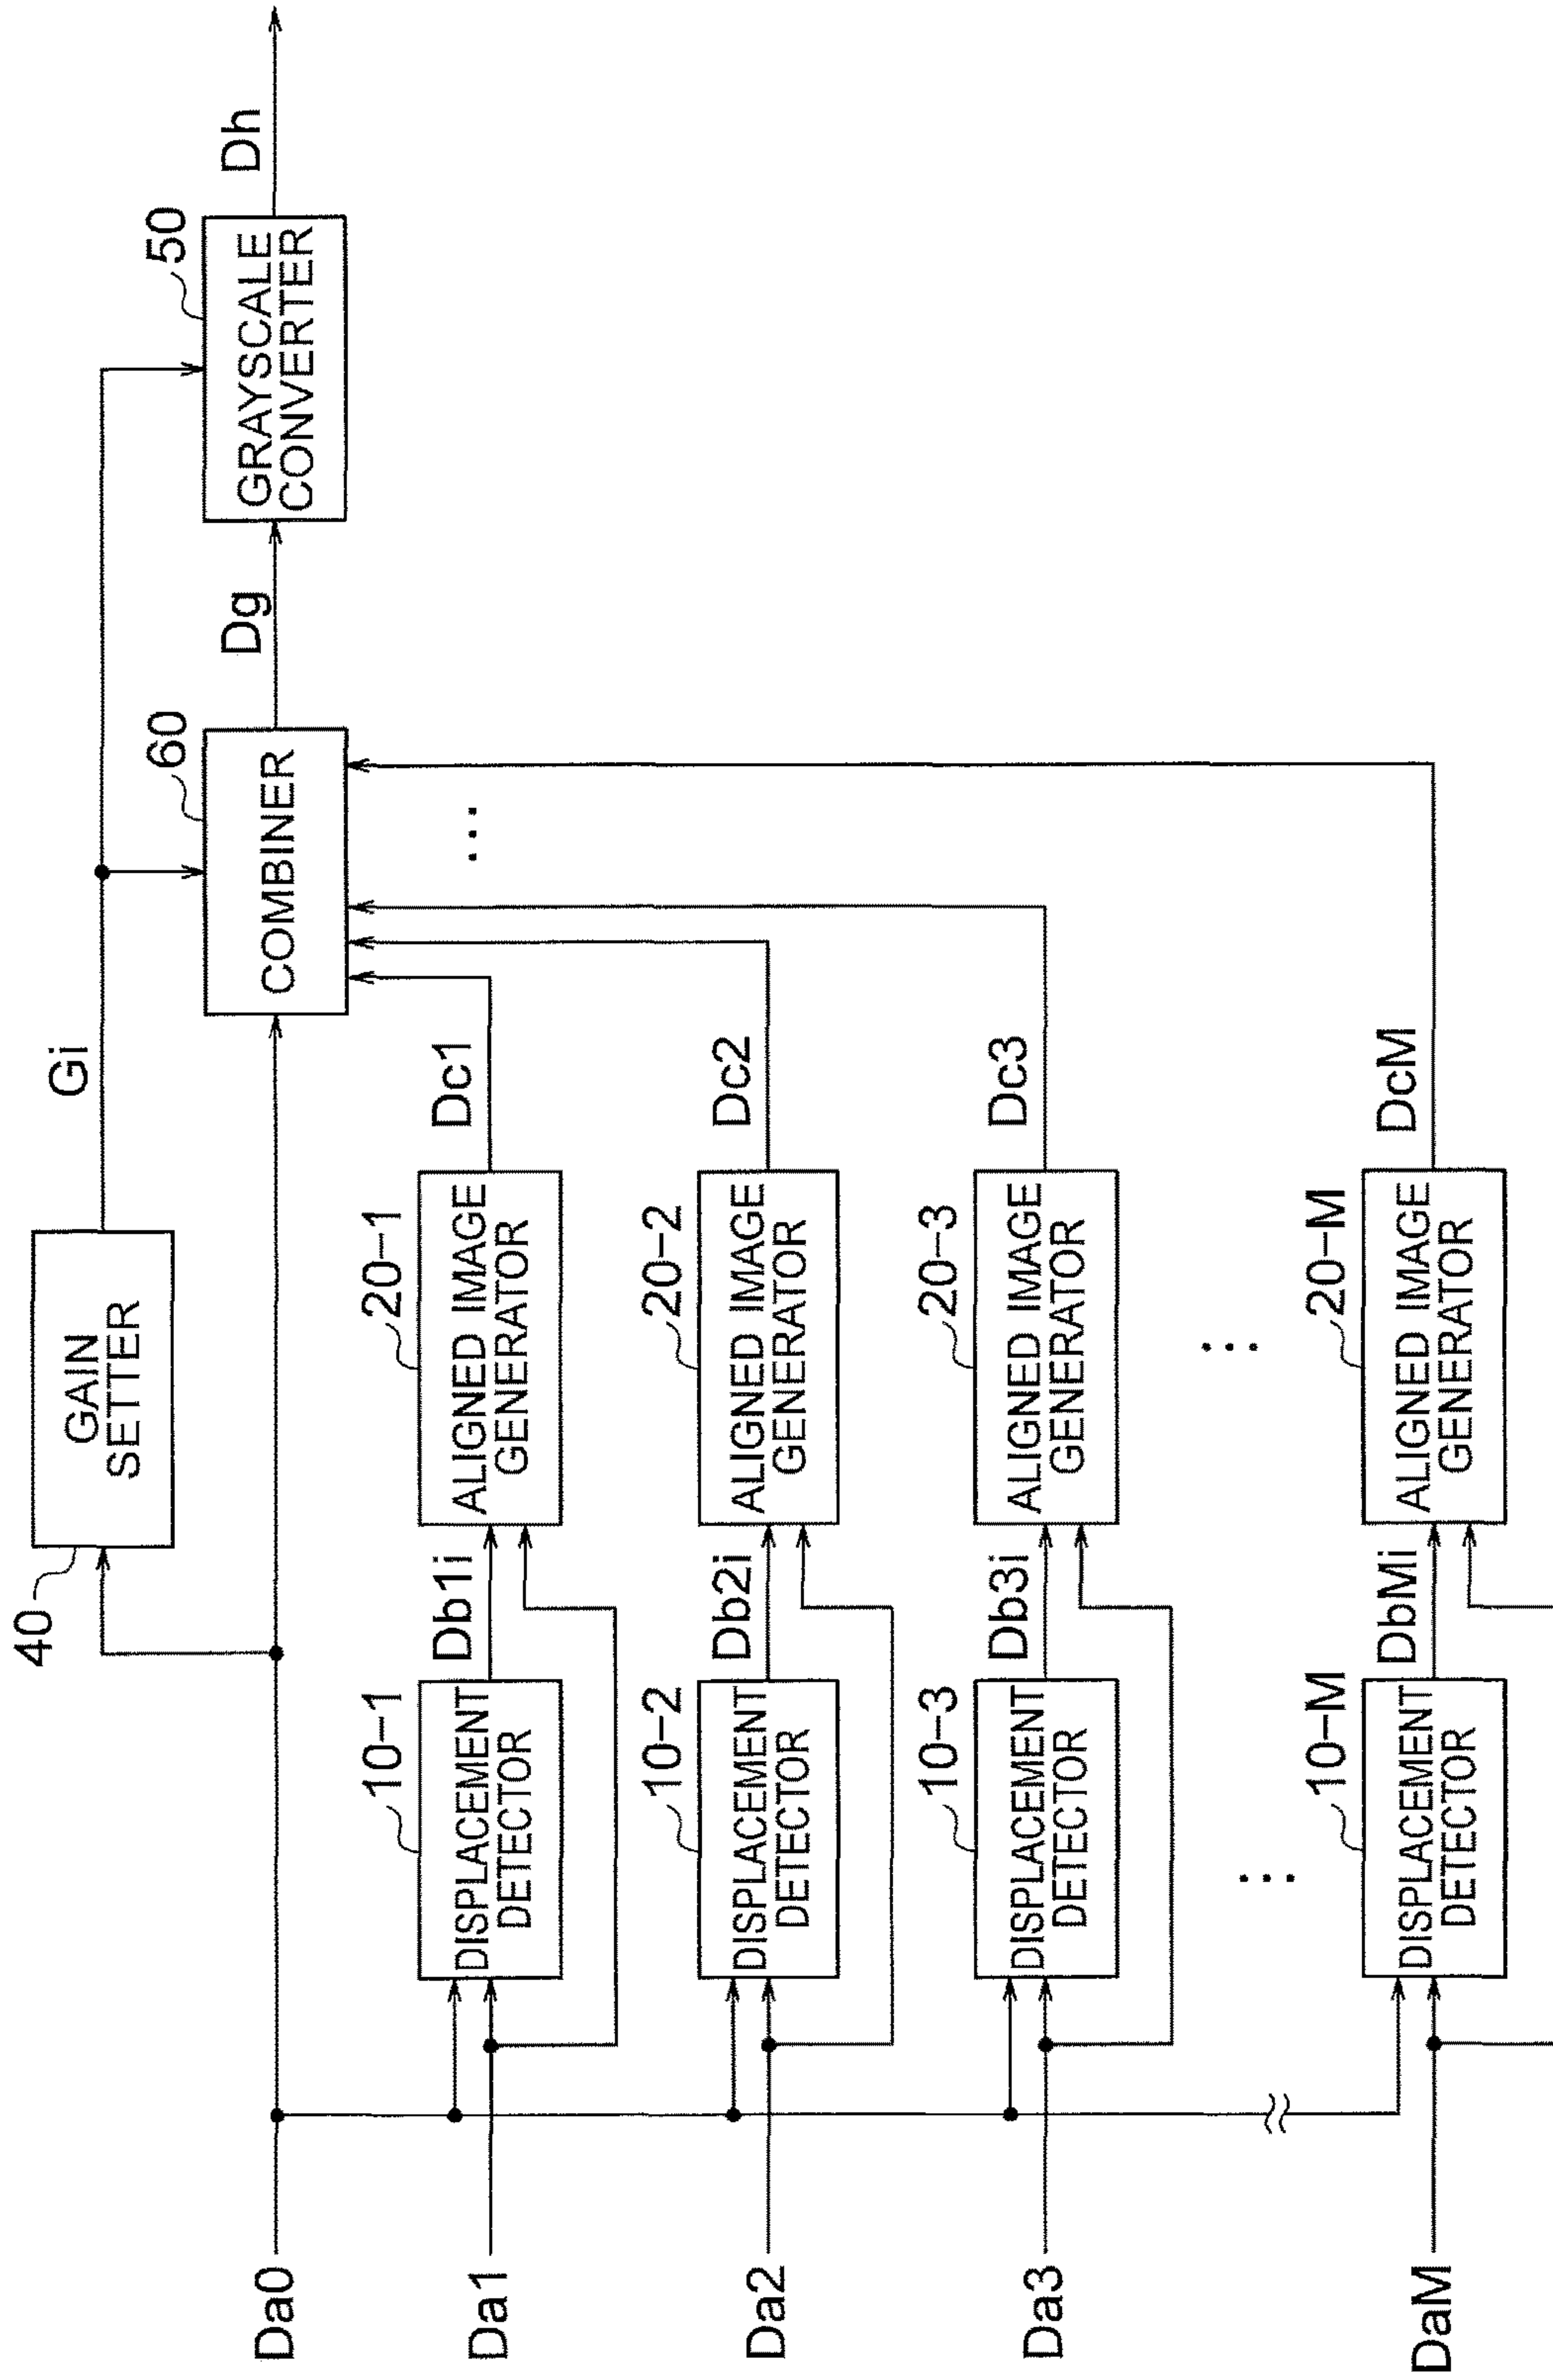 40
GAIN
SETTER
Gi
Da0
60
COMBINER
Dg
50
GRAYSCALE
CONVERTER
Dh
Da1
10-1
DISPLACEMENT
DETECTOR
Db1i
20-1
ALIGNED IMAGE
GENERATOR
Dc1
...
Da2
10-2
DISPLACEMENT
DETECTOR
Db2i
20-2
ALIGNED IMAGE
GENERATOR
Dc2
Da3
10-3
DISPLACEMENT
DETECTOR
Db3i
20-3
ALIGNED IMAGE
GENERATOR
Dc3
...
...
DaM
10-M
DISPLACEMENT
DETECTOR
DbMi
20-M
ALIGNED IMAGE
GENERATOR
DcM